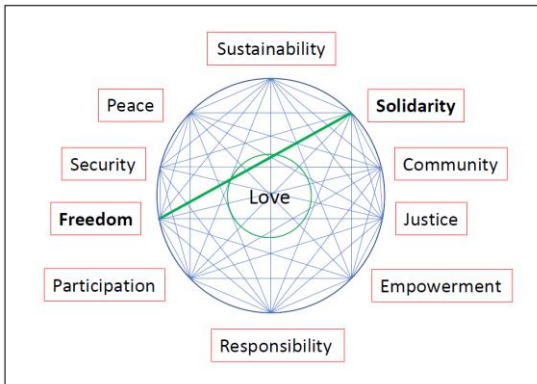 Sustainability
Peace
Solidarity
Security
Community
Love
Freedom
Justice
Participation
Empowerment
Responsibility